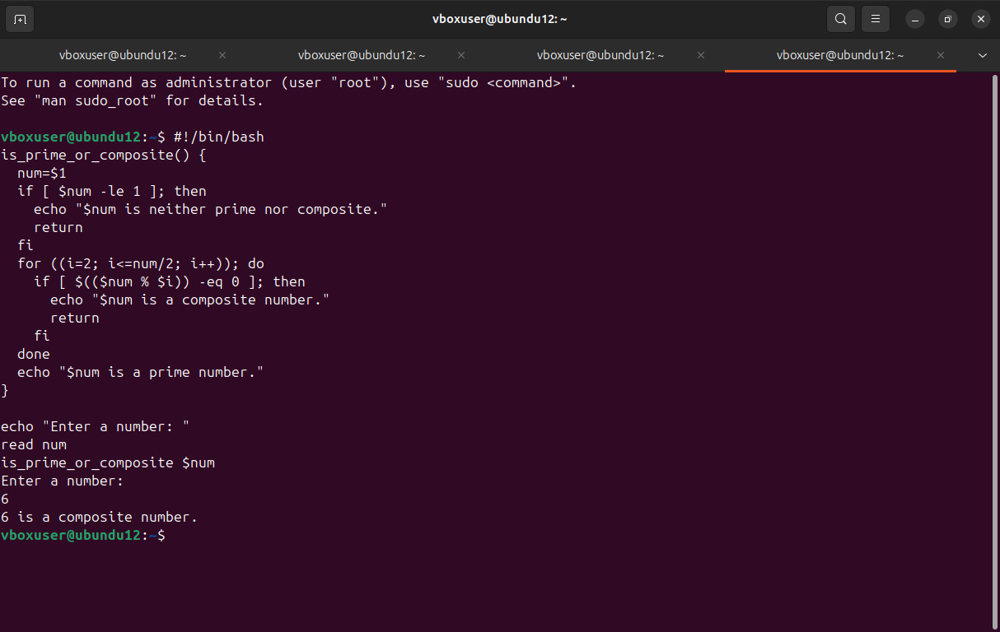 vboxuser@ubundu12: ~
vboxuser@ubundu12: ~
vboxuser@ubundu12: ~
vboxuser@ubundu12: ~
vboxuser@ubundu12: ~
To run a command as administrator (user "root"), use "sudo <command>".
See "man sudo_root" for details.

vboxuser@ubundu12:~$ #!/bin/bash
is_prime_or_composite() {
  num=$1
  if [ $num -le 1 ]; then
    echo "$num is neither prime nor composite."
    return
  fi
  for ((i=2; i<=num/2; i++)); do
    if [ $(($num % $i)) -eq 0 ]; then
      echo "$num is a composite number."
      return
    fi
  done
  echo "$num is a prime number."
}

echo "Enter a number: "
read num
is_prime_or_composite $num
Enter a number:
6
6 is a composite number.
vboxuser@ubundu12:~$